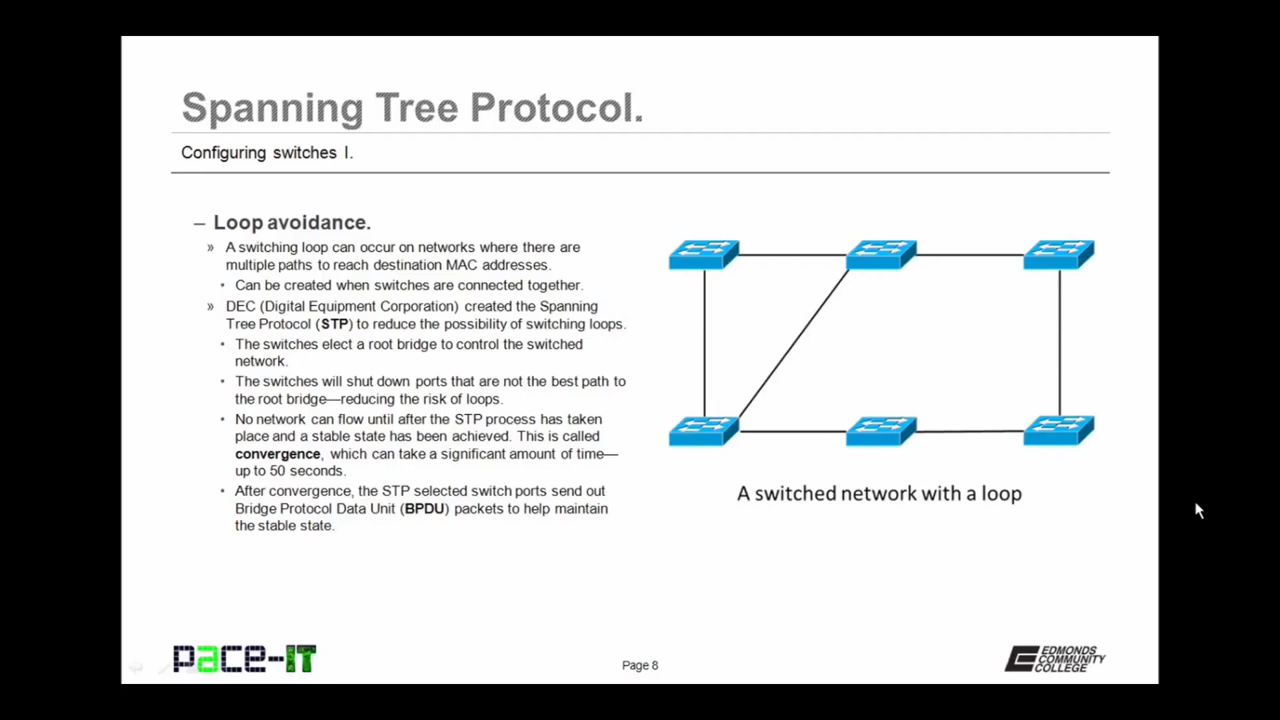 Spanning Tree Protocol.
Configuring switches I.
– Loop avoidance.
» A switching loop can occur on networks where there are
multiple paths to reach destination MAC addresses.
• Can be created when switches are connected together.
» DEC (Digital Equipment Corporation) created the Spanning
Tree Protocol (STP) to reduce the possibility of switching loops.
• The switches elect a root bridge to control the switched
network.
• The switches will shut down ports that are not the best path to
the root bridge—reducing the risk of loops.
• No network can flow until after the STP process has taken
place and a stable state has been achieved. This is called
convergence, which can take a significant amount of time—
up to 50 seconds.
• After convergence, the STP selected switch ports send out
Bridge Protocol Data Unit (BPDU) packets to help maintain
the stable state.
A switched network with a loop
pace-IT
Page 8
EDMONDS
COMMUNITY
COLLEGE